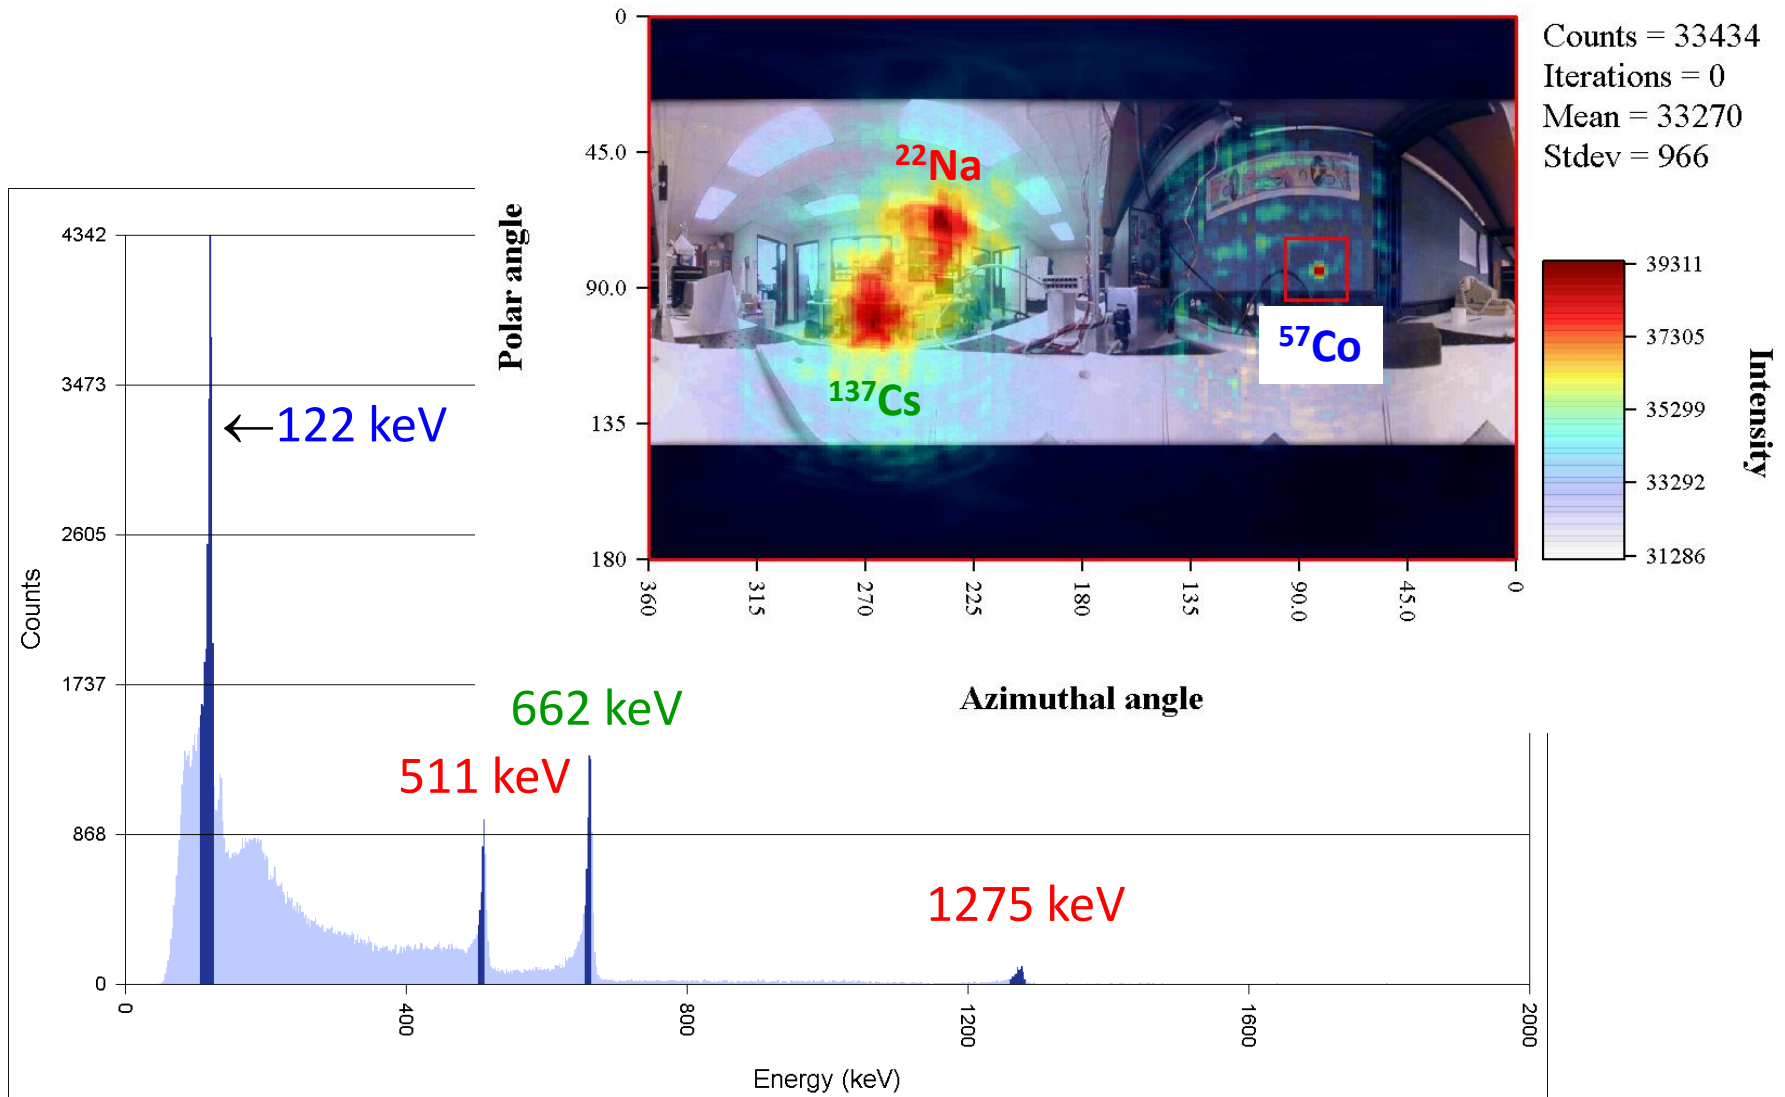 Counts = 33434
Iterations = 0
Mean = 33270
Stdev = 966
0
45.0
90.0
135
180
Polar angle
²²Na
¹³⁷Cs
⁵⁷Co
360
315
270
225
180
135
90.0
45.0
0
Azimuthal angle
39311
37305
35299
33292
31286
Intensity
4342
3473
2605
1737
868
0
Counts
←122 keV
511 keV
662 keV
1275 keV
0
400
800
1200
1600
2000
Energy (keV)